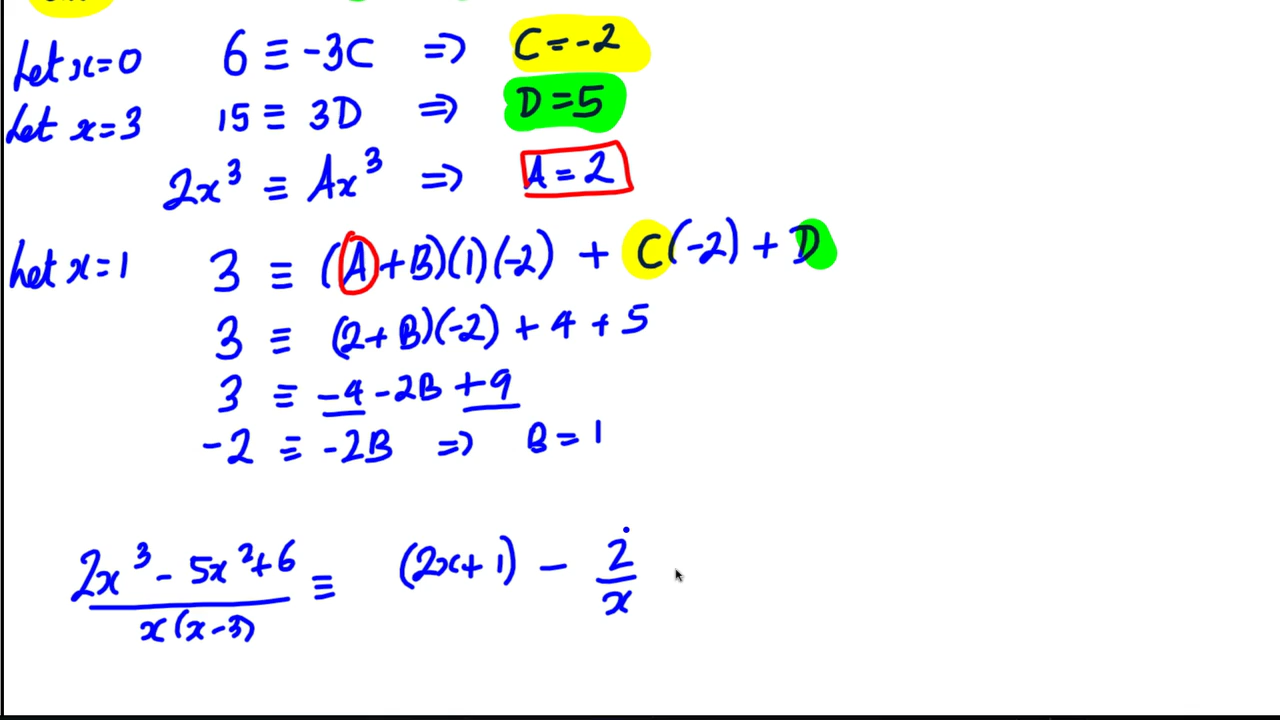 Let x=0 6 ≡ -3C ⇒ C=-2
Let x=3 15 ≡ 3D ⇒ D=5
2x³ ≡ Ax³ ⇒ A=2
Let x=1 3 ≡ (A+B)(1)(-2) + C(-2) + D
3 ≡ (2+B)(-2) + 4 + 5
3 ≡ -4 -2B +9
-2 ≡ -2B ⇒ B=1
2x³ - 5x² + 6 ≡ (2x+1) - 2
x(x-3) x